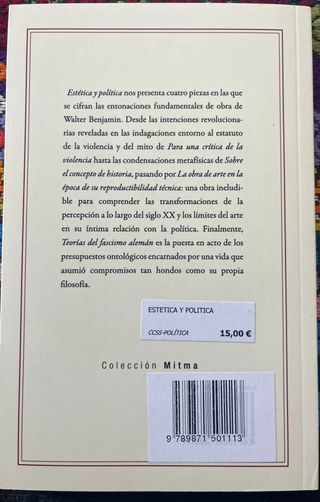 Estética y política nos presenta cuatro piezas en las que
se cifran las entonaciones fundamentales de obra de
Walter Benjamin. Desde las intenciones revoluciona-
rias reveladas en las indagaciones entorno al estatuto
de la violencia y del mito de Para una crítica de la
violencia hasta las condensaciones metafísicas de Sobre
el concepto de historia, pasando por La obra de arte en la
época de su reproductibilidad técnica: una obra ineludi-
ble para comprender las transformaciones de la
percepción a lo largo del siglo XX y los límites del arte
en su íntima relación con la política. Finalmente,
Teorías del fascismo alemán es la puesta en acto de los
presupuestos ontológicos encarnados por una vida que
asumió compromisos tan hondos como su propia
filosofía.
ESTETICA Y POLITICA
CCSS-POLÍTICA 15,00 €
Colección Mitma
9 789871 501113